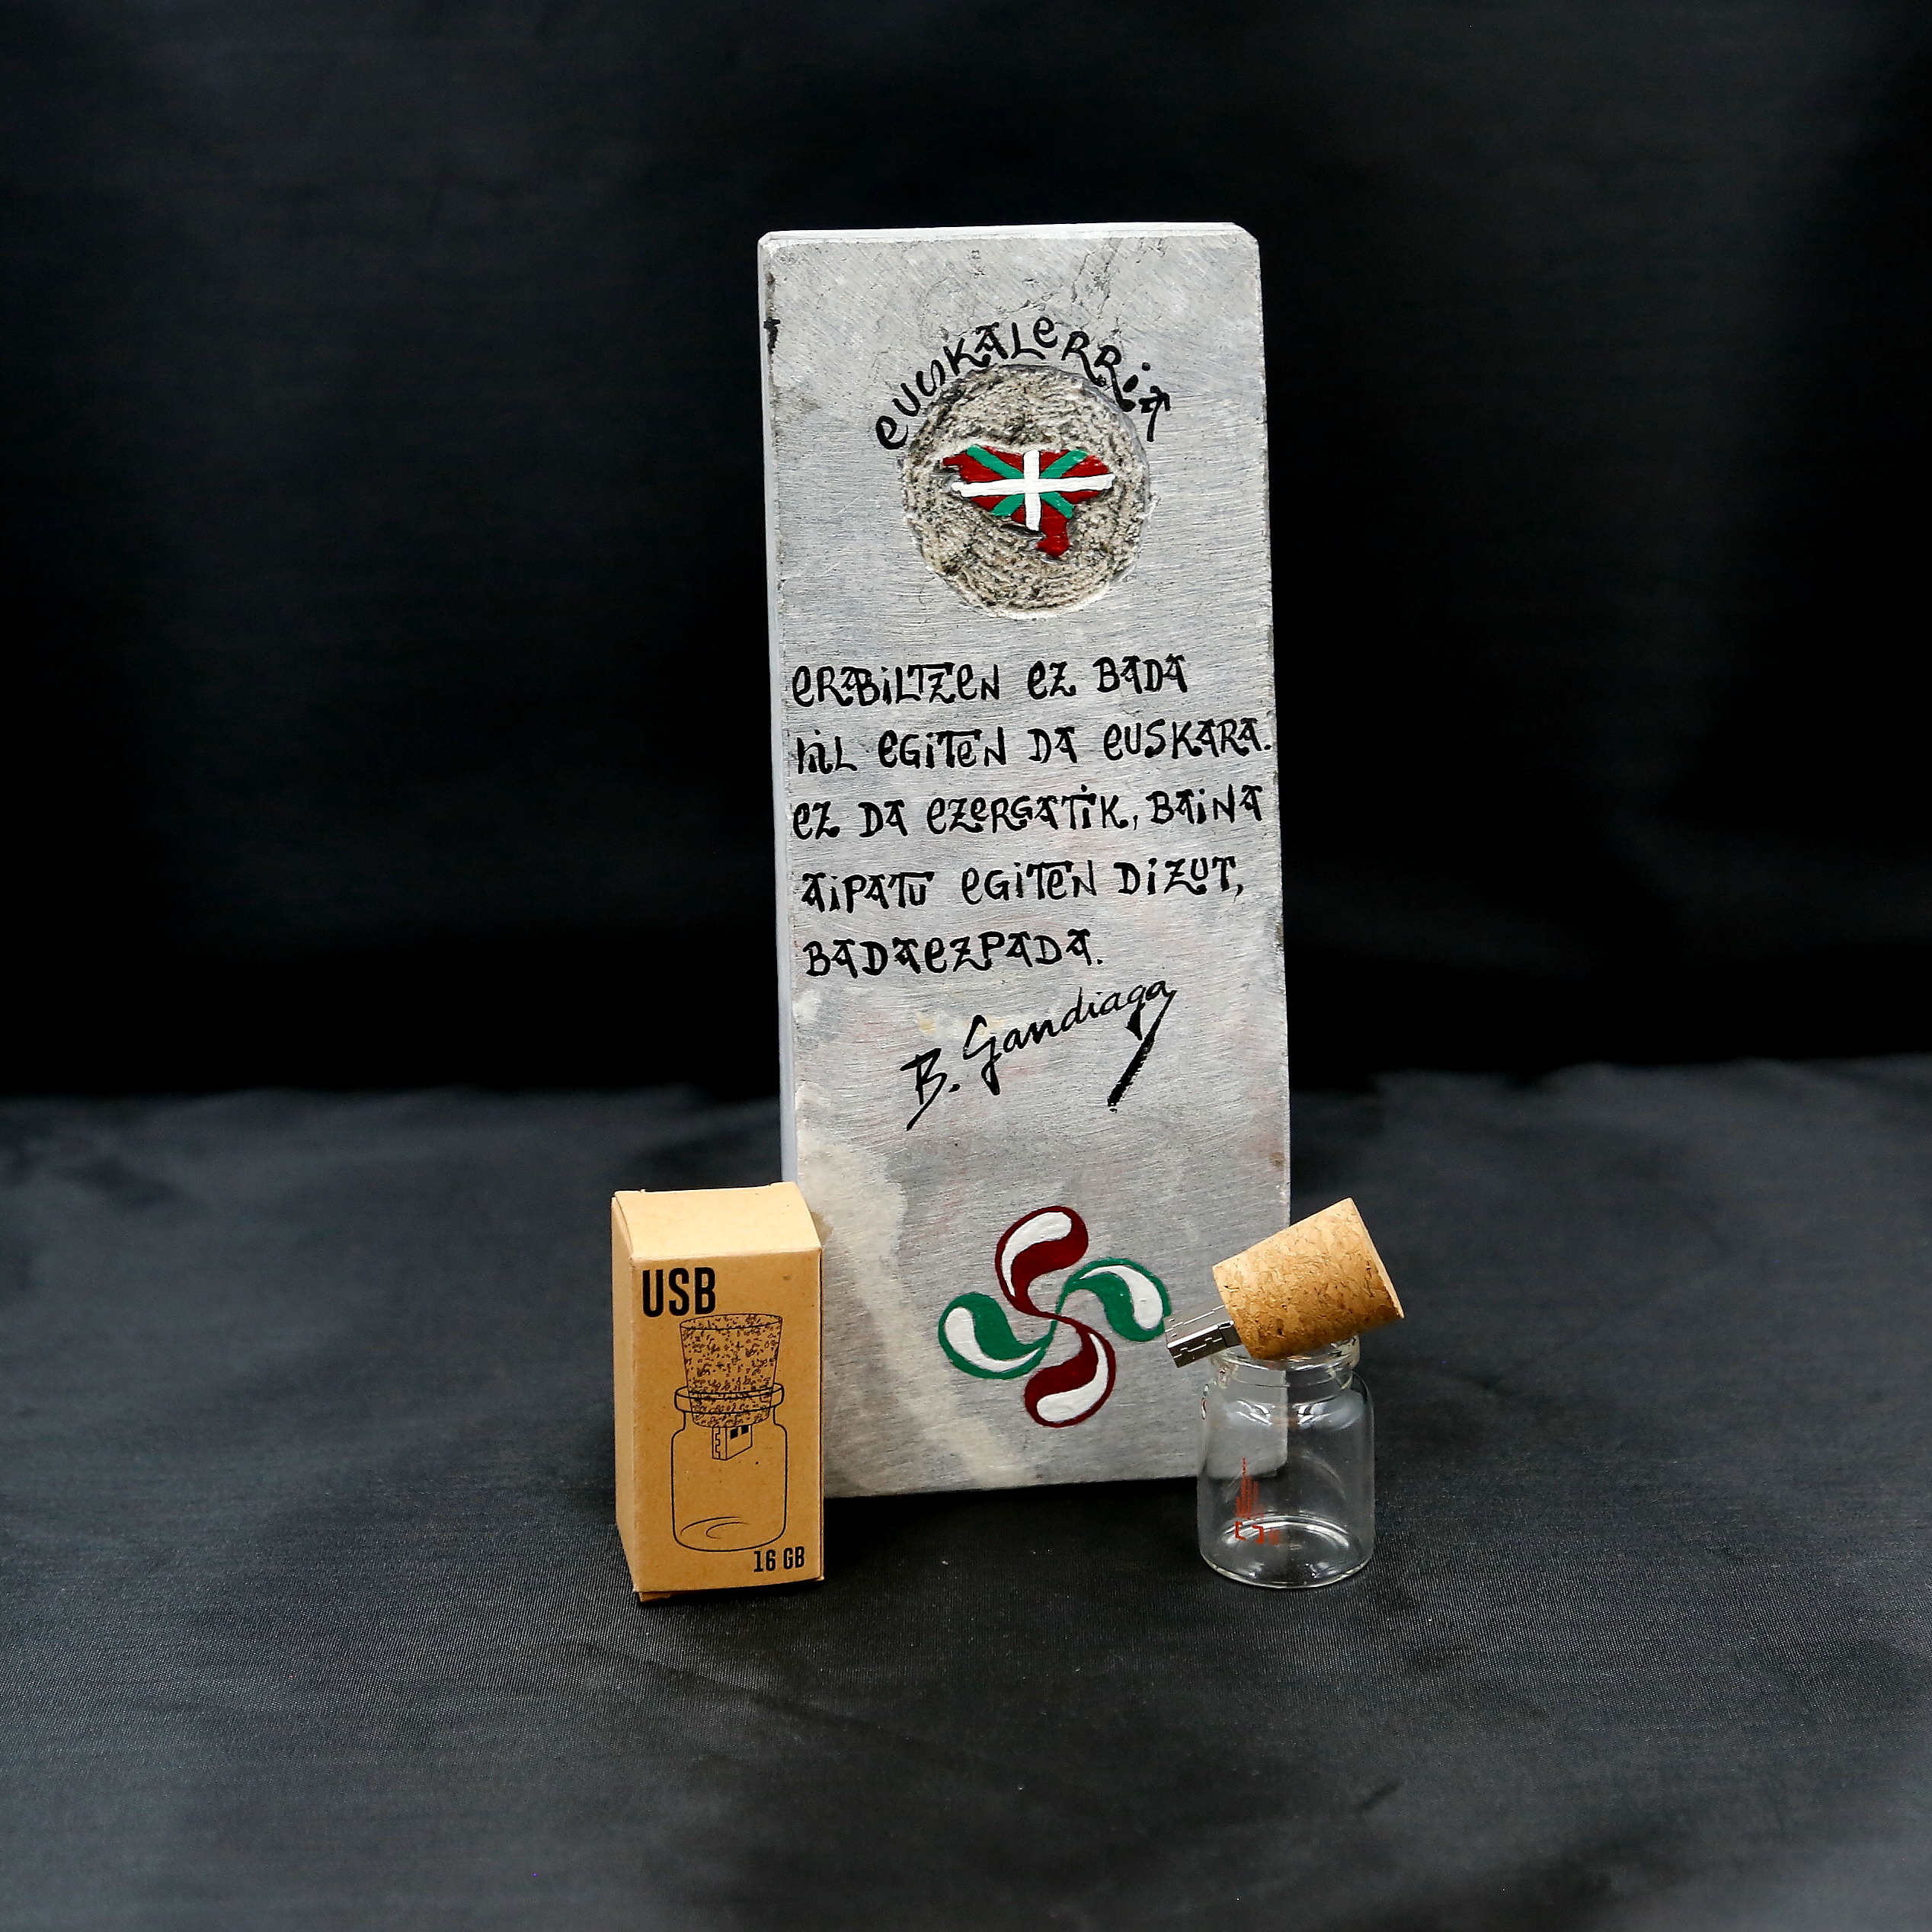 euskalerria
erabiltzen ez bada
hil egiten da euskara.
ez da ezergatik, baina
aipatu egiten dizut,
badaezpada.
B. Gandiaga
USB
16 GB